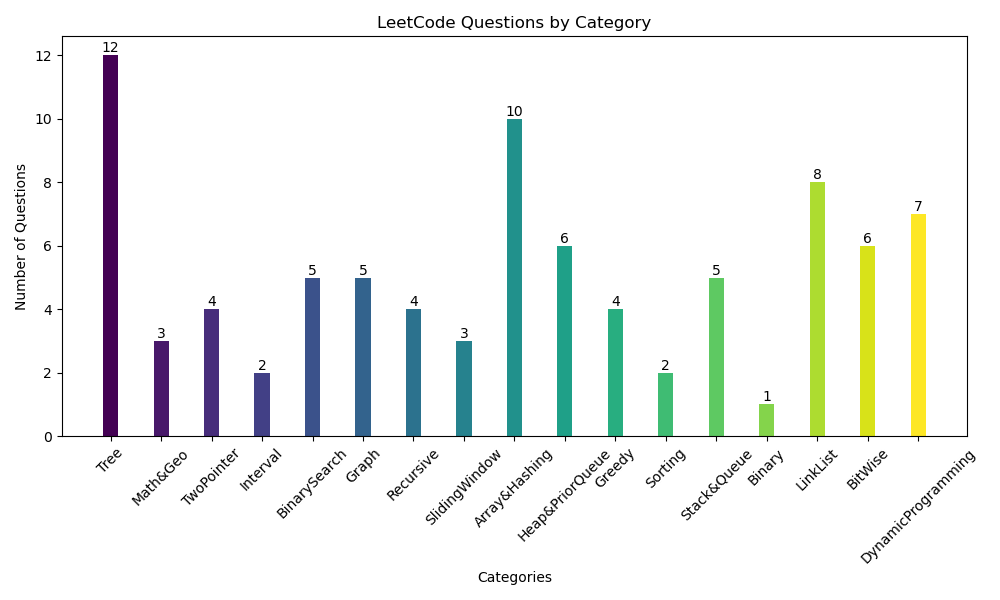 LeetCode Questions by Category
Number of Questions
12
10
8
6
4
2
0
12
3
4
2
5
5
4
3
10
6
4
2
5
1
8
6
7
Tree
Math&Geo
TwoPointer
Interval
BinarySearch
Graph
Recursive
SlidingWindow
Array&Hashing
Heap&PriorQueue
Greedy
Sorting
Stack&Queue
Binary
LinkList
BitWise
DynamicProgramming
Categories